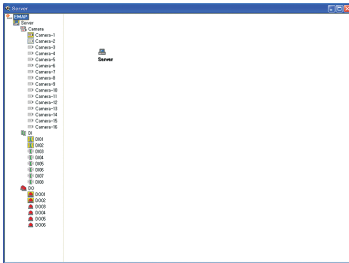 Server
EMAP
Server
Camera
Camera-1
Camera-2
Camera-3
Camera-4
Camera-5
Camera-6
Camera-7
Camera-8
Camera-9
Camera-10
Camera-11
Camera-12
Camera-13
Camera-14
Camera-15
Camera-16
DI
DI01
DI02
DI03
DI04
DI05
DI06
DI07
DI08
DO
DO01
DO02
DO03
DO04
DO05
DO06
Server